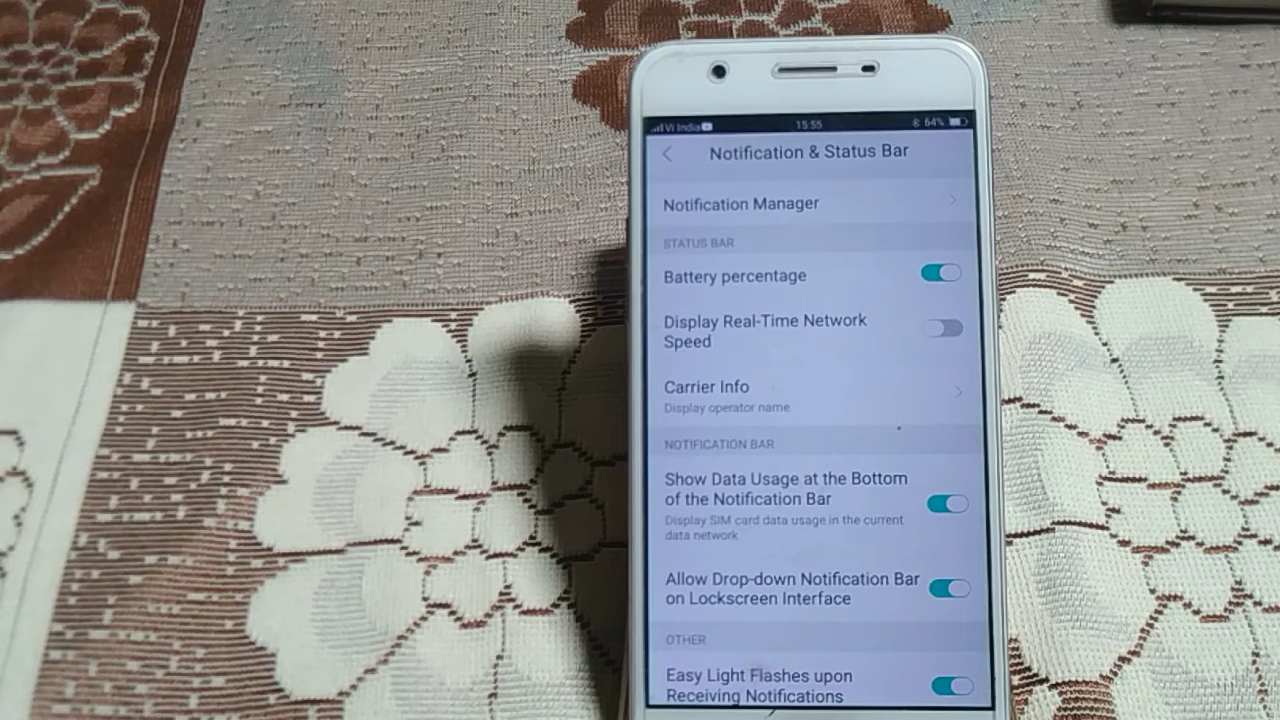 Vi India
15:55
64%
Notification & Status Bar
Notification Manager
STATUS BAR
Battery percentage
Display Real-Time Network
Speed
Carrier Info
Display operator name
NOTIFICATION BAR
Show Data Usage at the Bottom
of the Notification Bar
Display SIM card data usage in the current
data network
Allow Drop-down Notification Bar
on Lockscreen Interface
OTHER
Easy Light Flashes upon
Receiving Notifications